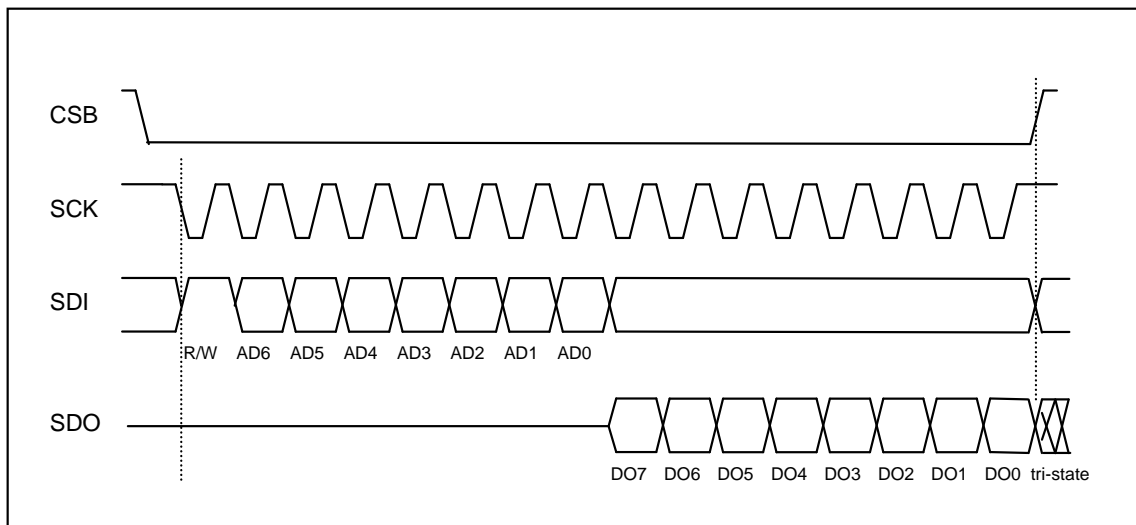 CSB
SCK
SDI
R/W AD6 AD5 AD4 AD3 AD2 AD1 AD0
SDO
DO7 DO6 DO5 DO4 DO3 DO2 DO1 DO0 tri-state